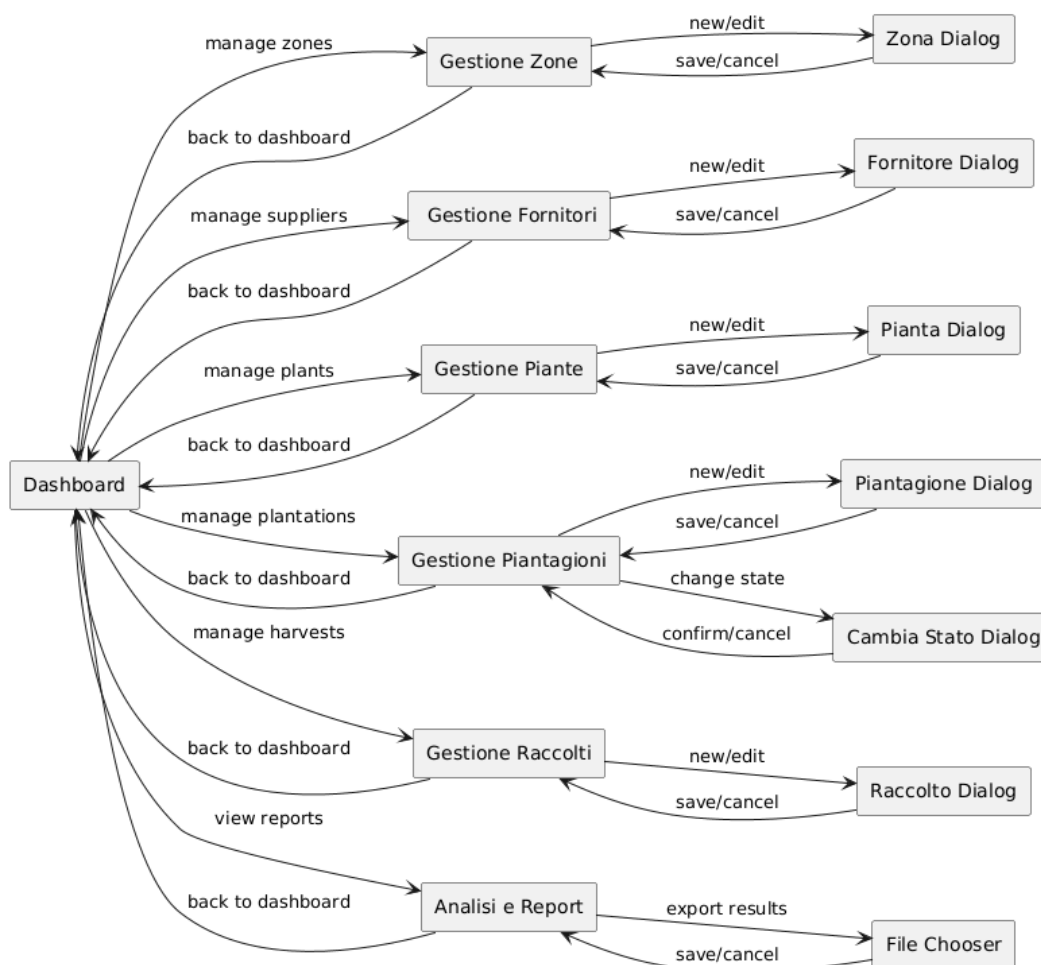 manage zones
Gestione Zone
new/edit
Zona Dialog
save/cancel
back to dashboard
manage suppliers
Gestione Fornitori
new/edit
Fornitore Dialog
save/cancel
back to dashboard
manage plants
Gestione Piante
new/edit
Pianta Dialog
save/cancel
back to dashboard
Dashboard
manage plantations
Gestione Piantagioni
new/edit
Piantagione Dialog
save/cancel
back to dashboard
change state
Cambia Stato Dialog
confirm/cancel
manage harvests
Gestione Raccolti
new/edit
Raccolto Dialog
save/cancel
back to dashboard
view reports
Analisi e Report
export results
File Chooser
save/cancel
back to dashboard